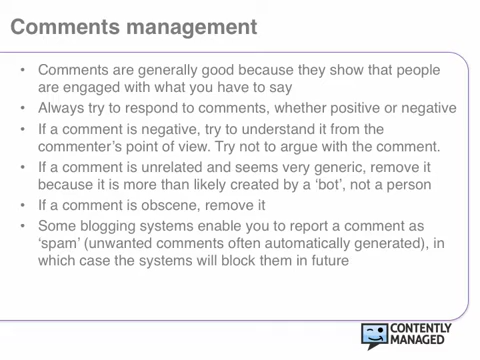 Comments management
• Comments are generally good because they show that people
are engaged with what you have to say
• Always try to respond to comments, whether positive or negative
• If a comment is negative, try to understand it from the
commenter's point of view. Try not to argue with the comment.
• If a comment is unrelated and seems very generic, remove it
because it is more than likely created by a 'bot', not a person
• If a comment is obscene, remove it
• Some blogging systems enable you to report a comment as
'spam' (unwanted comments often automatically generated), in
which case the systems will block them in future
CONTENTLY
MANAGED